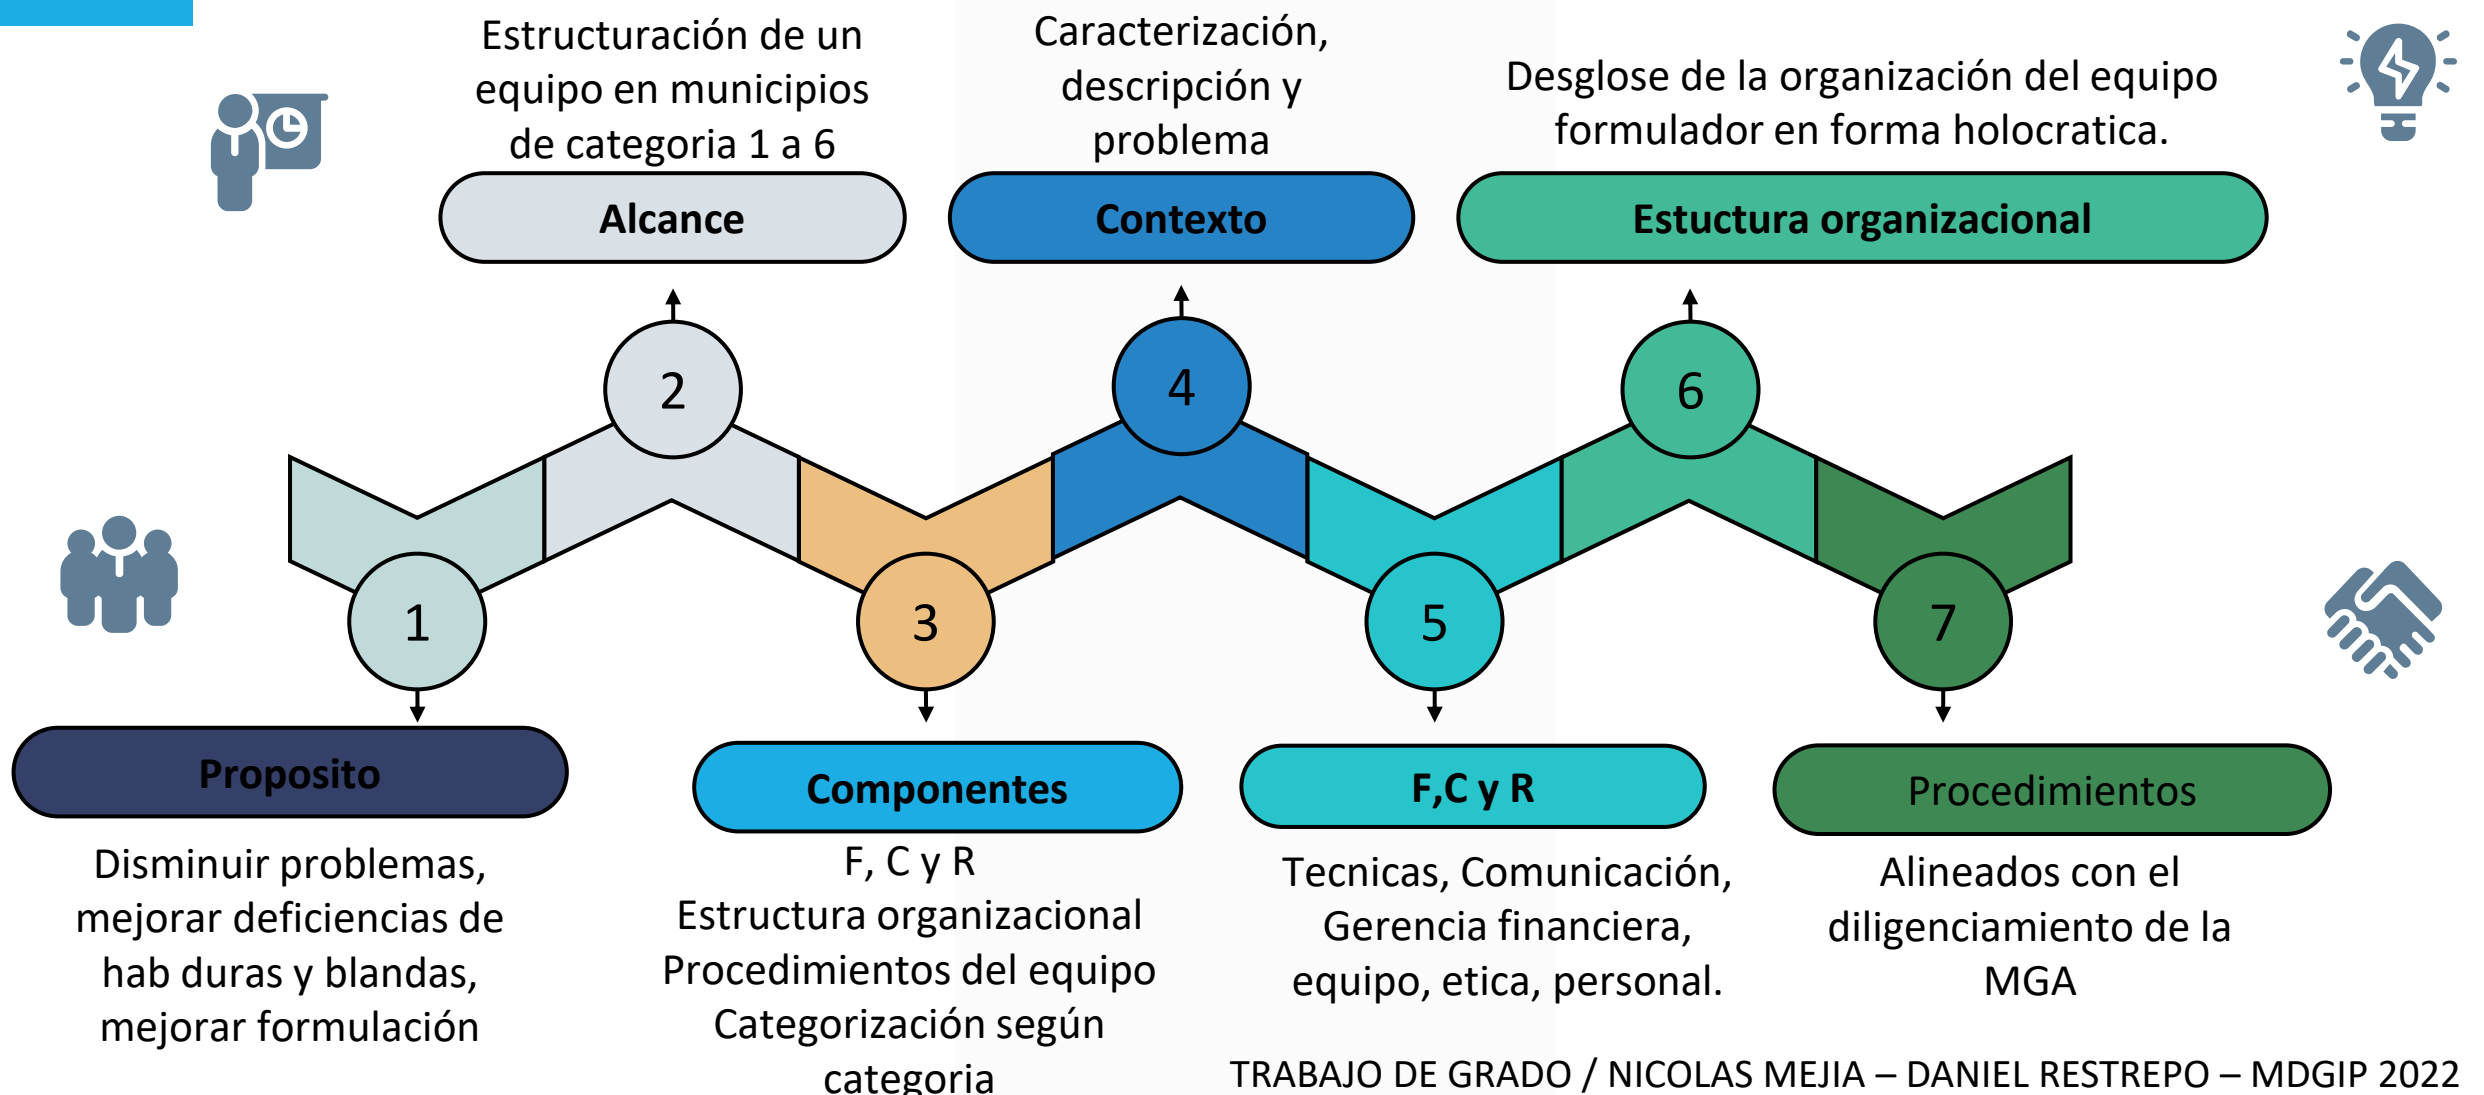 Estructuración de un
equipo en municipios
de categoria 1 a 6
Alcance
Caracterización,
descripción y
problema
Contexto
Desglose de la organización del equipo
formulador en forma holocratica.
Estuctura organizacional
2
4
6
1
3
5
7
Proposito
Disminuir problemas,
mejorar deficiencias de
hab duras y blandas,
mejorar formulación
Componentes
F, C y R
Estructura organizacional
Procedimientos del equipo
Categorización según
categoria
F,C y R
Tecnicas, Comunicación,
Gerencia financiera,
equipo, etica, personal.
Procedimientos
Alineados con el
diligenciamiento de la
MGA
TRABAJO DE GRADO / NICOLAS MEJIA – DANIEL RESTREPO – MDGIP 2022